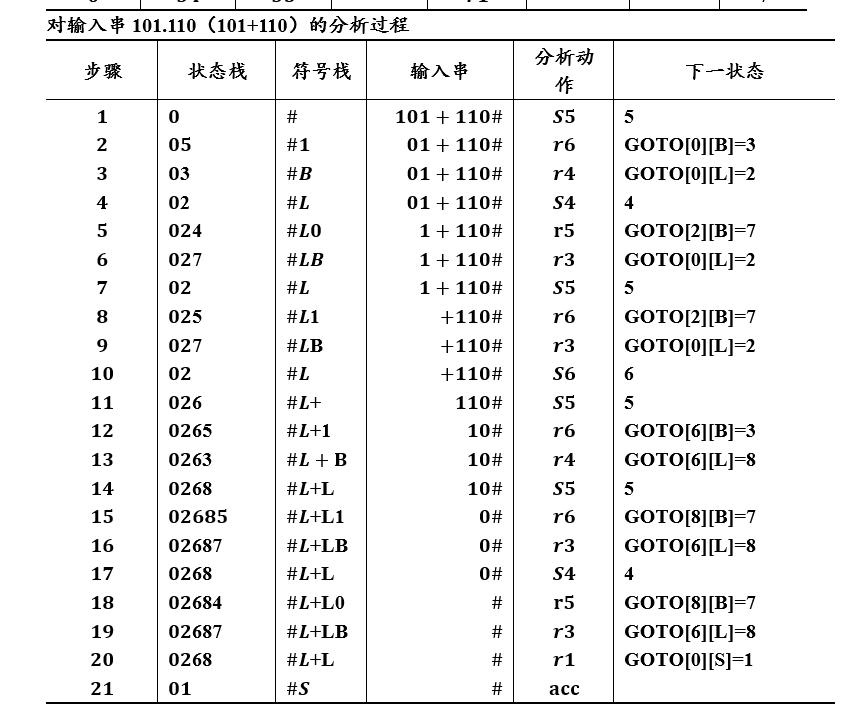 对输入串 101.110（101+110）的分析过程
步骤 状态栈 符号栈 输入串 分析动作 下一状态
1 0 # 101 + 110# S5 5
2 05 #1 01 + 110# r6 GOTO[0][B]=3
3 03 #B 01 + 110# r4 GOTO[0][L]=2
4 02 #L 01 + 110# S4 4
5 024 #L0 1 + 110# r5 GOTO[2][B]=7
6 027 #LB 1 + 110# r3 GOTO[0][L]=2
7 02 #L 1 + 110# S5 5
8 025 #L1 +110# r6 GOTO[2][B]=7
9 027 #LB +110# r3 GOTO[0][L]=2
10 02 #L +110# S6 6
11 026 #L+ 110# S5 5
12 0265 #L+1 10# r6 GOTO[6][B]=3
13 0263 #L + B 10# r4 GOTO[6][L]=8
14 0268 #L+L 10# S5 5
15 02685 #L+L1 0# r6 GOTO[8][B]=7
16 02687 #L+LB 0# r3 GOTO[6][L]=8
17 0268 #L+L 0# S4 4
18 02684 #L+L0 # r5 GOTO[8][B]=7
19 02687 #L+LB # r3 GOTO[6][L]=8
20 0268 #L+L # r1 GOTO[0][S]=1
21 01 #S # acc